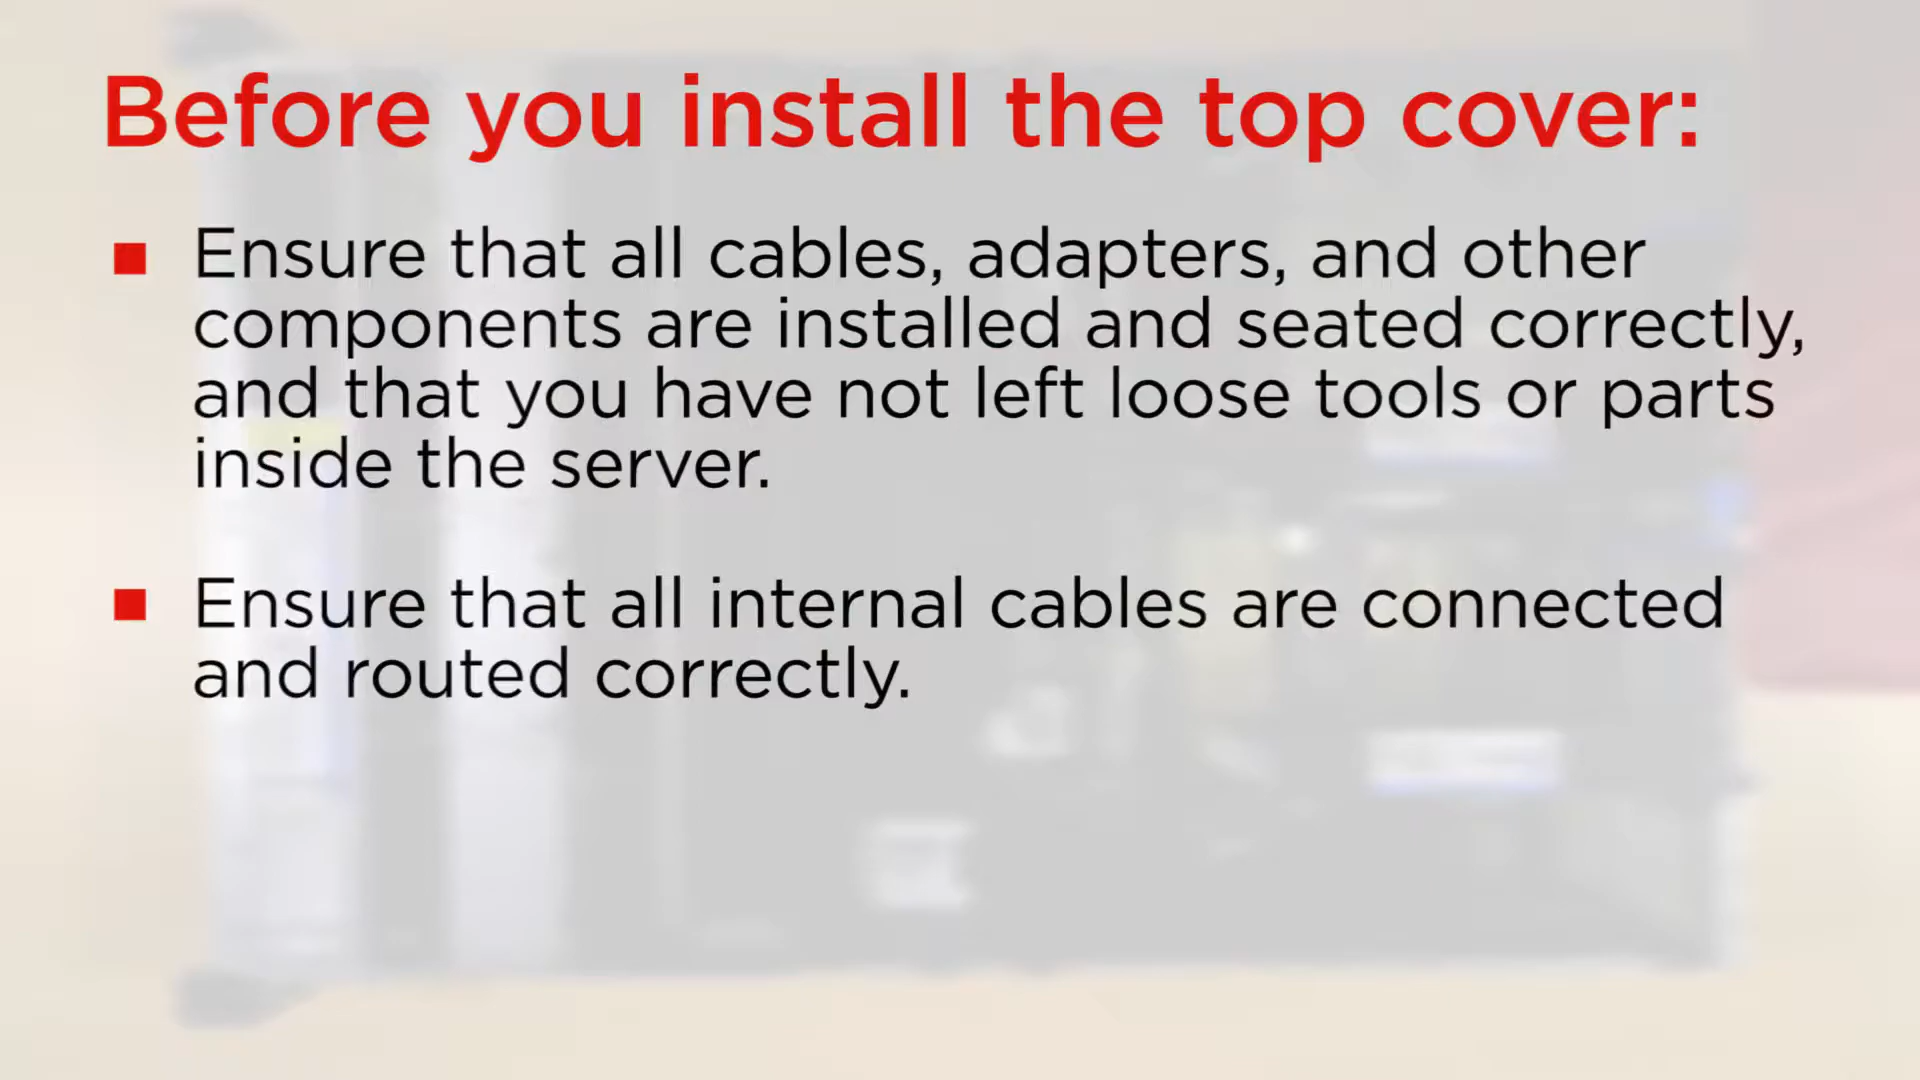 Before you install the top cover:
Ensure that all cables, adapters, and other
components are installed and seated correctly,
and that you have not left loose tools or parts
inside the server.
Ensure that all internal cables are connected
and routed correctly.